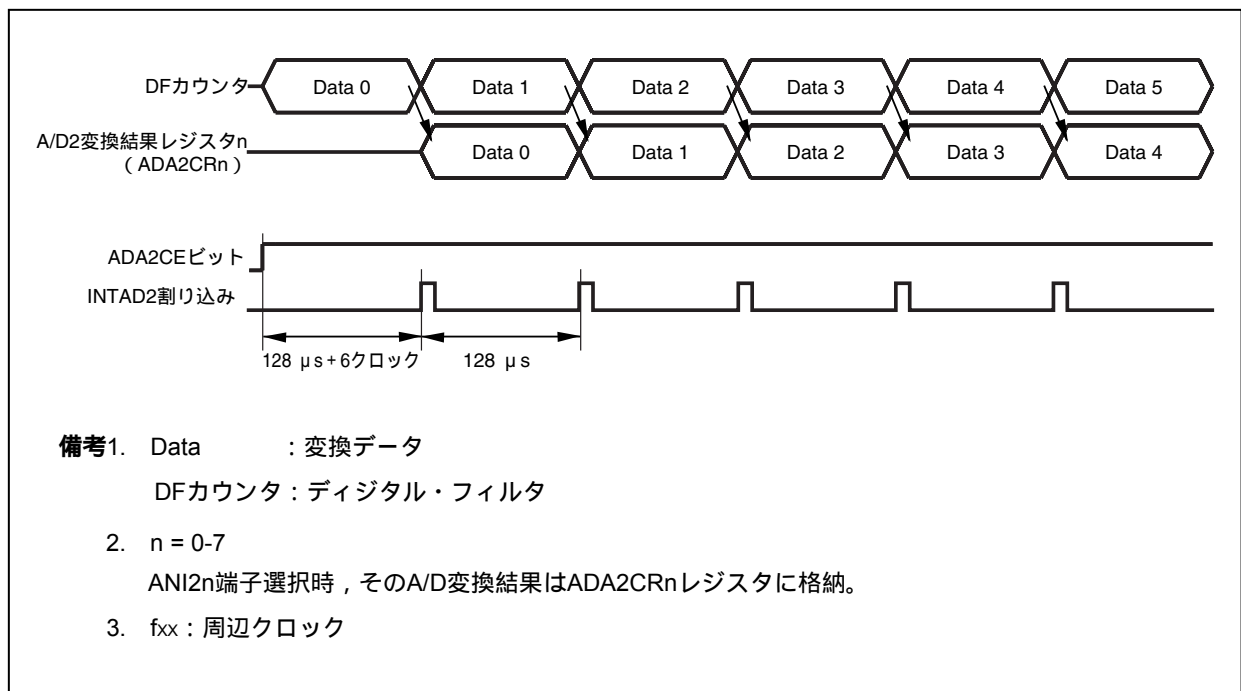 DFカウンタ Data 0 Data 1 Data 2 Data 3 Data 4 Data 5
A/D2変換結果レジスタn
（ADA2CRn） Data 0 Data 1 Data 2 Data 3 Data 4
ADA2CEビット
INTAD2割り込み
128 μs+6クロック 128 μs
備考1. Data ：変換データ
DFカウンタ：ディジタル・フィルタ
2. n = 0-7
ANI2n端子選択時，そのA/D変換結果はADA2CRnレジスタに格納。
3. fxx：周辺クロック